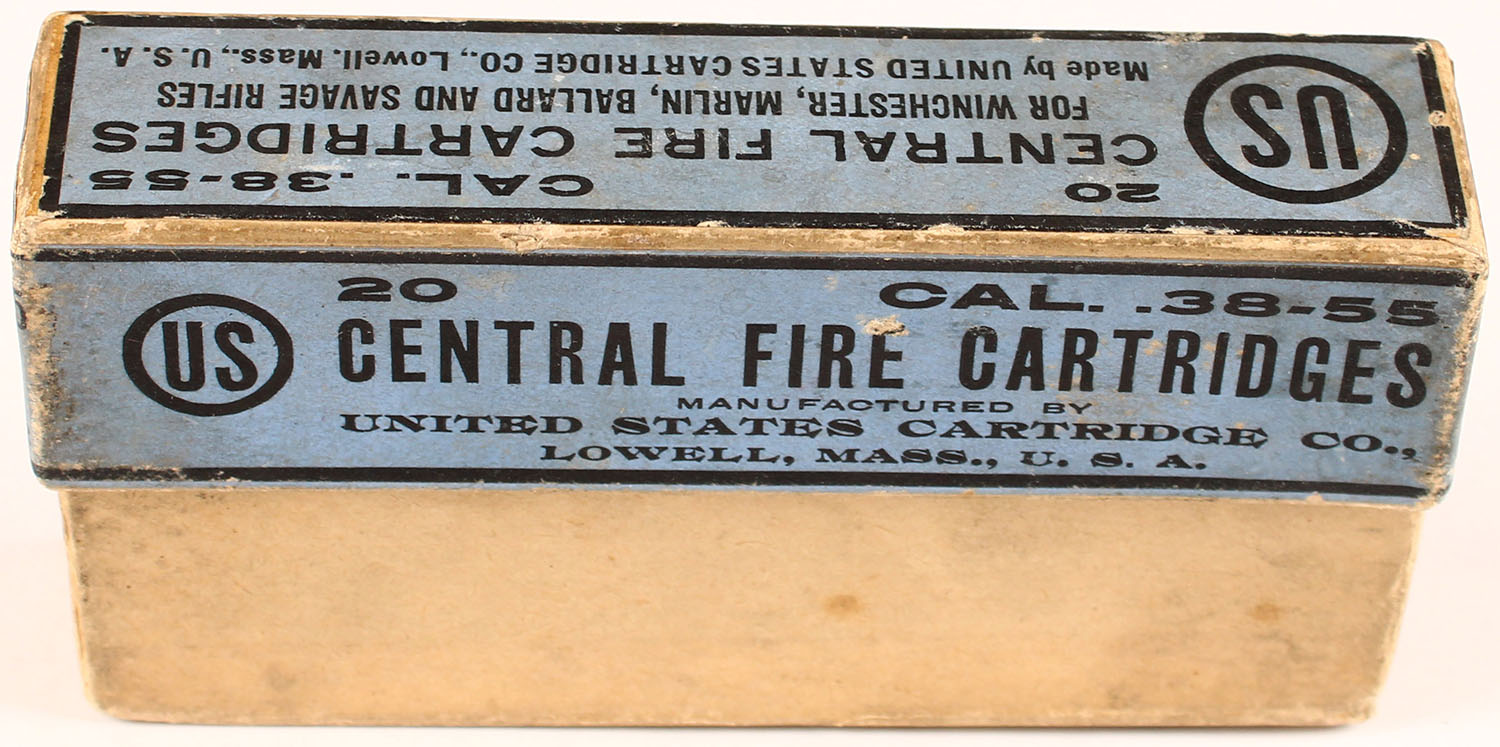 20 CAL. .38-55
CENTRAL FIRE CARTRIDGES
FOR WINCHESTER, MARLIN, BALLARD AND SAVAGE RIFLES
Made by UNITED STATES CARTRIDGE CO., Lowell. Mass., U.S.A.
US
20 CAL. .38-55
US
CENTRAL FIRE CARTRIDGES
MANUFACTURED BY
UNITED STATES CARTRIDGE CO.,
LOWELL, MASS., U. S. A.